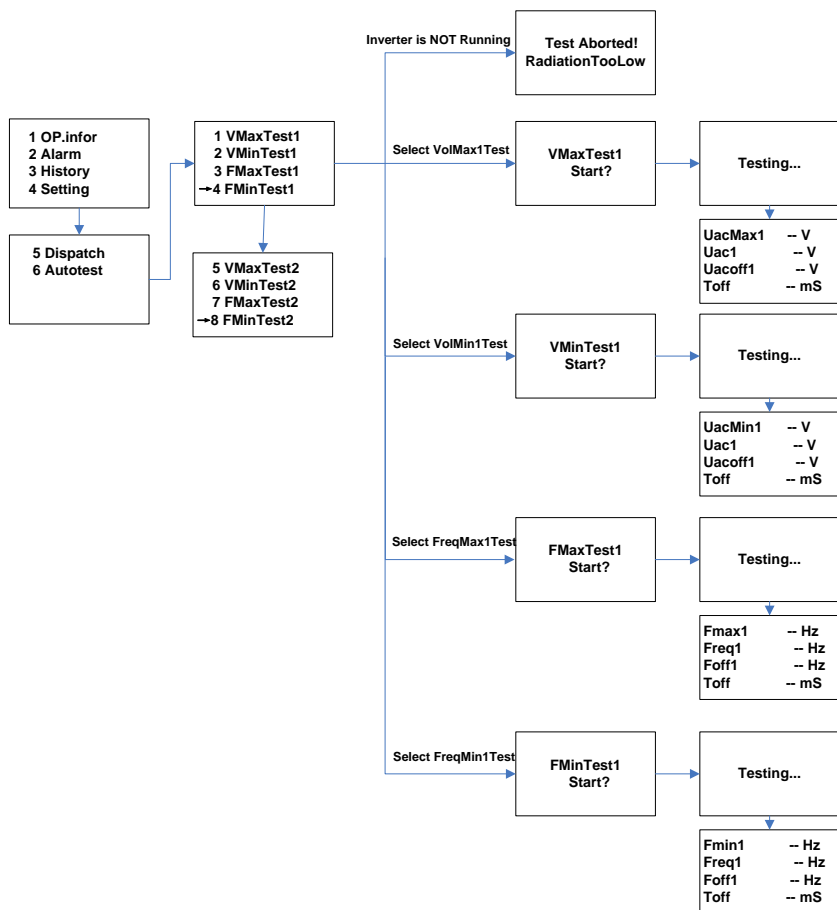 Inverter is NOT Running
Test Aborted!
RadiationTooLow
1 OP.infor
2 Alarm
3 History
4 Setting
5 Dispatch
6 Autotest
1 VMaxTest1
2 VMinTest1
3 FMaxTest1
→4 FMinTest1
5 VMaxTest2
6 VMinTest2
7 FMaxTest2
→8 FMinTest2
Select VolMax1Test
VMaxTest1
Start?
Testing...
UacMax1 -- V
Uac1 -- V
Uacoff1 -- V
Toff -- mS
Select VolMin1Test
VMinTest1
Start?
Testing...
UacMin1 -- V
Uac1 -- V
Uacoff1 -- V
Toff -- mS
Select FreqMax1Test
FMaxTest1
Start?
Testing...
Fmax1 -- Hz
Freq1 -- Hz
Foff1 -- Hz
Toff -- mS
Select FreqMin1Test
FMinTest1
Start?
Testing...
Fmin1 -- Hz
Freq1 -- Hz
Foff1 -- Hz
Toff -- mS